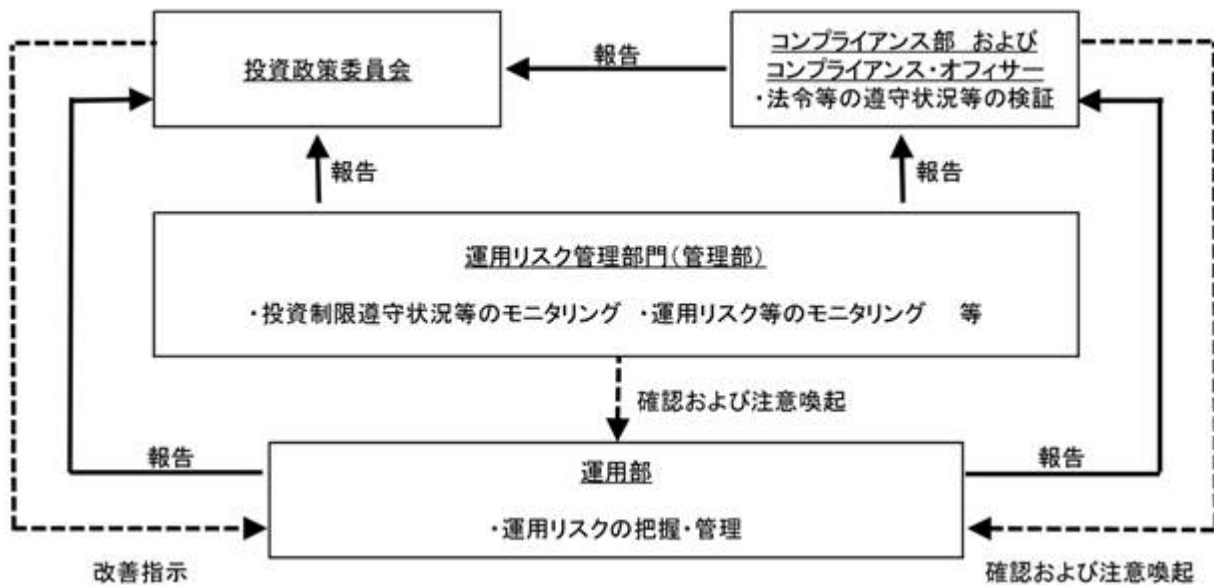 投資政策委員会
報告
コンプライアンス部 および
コンプライアンス・オフィサー
・法令等の遵守状況等の検証
報告
報告
運用リスク管理部門(管理部)
・投資制限遵守状況等のモニタリング ・運用リスク等のモニタリング 等
確認および注意喚起
報告
運用部
報告
・運用リスクの把握・管理
改善指示
確認および注意喚起